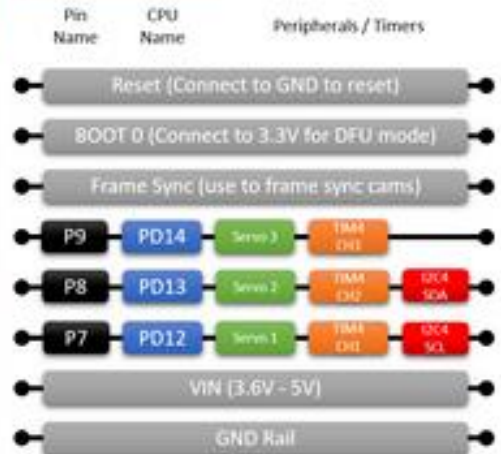 Pin Name CPU Name Peripherals / Timers
Reset (Connect to GND to reset)
BOOT 0 (Connect to 3.3V for DFU mode)
Frame Sync (use to frame sync cams)
P9 PD14 Servo 3 TIM4
P8 PD13 Servo 2 TIM4 CH2 I2C4 SDA
P7 PD12 Servo 1 TIM4 CH1 I2C4 SCL
VIN (3.6V - 5V)
GND Rail